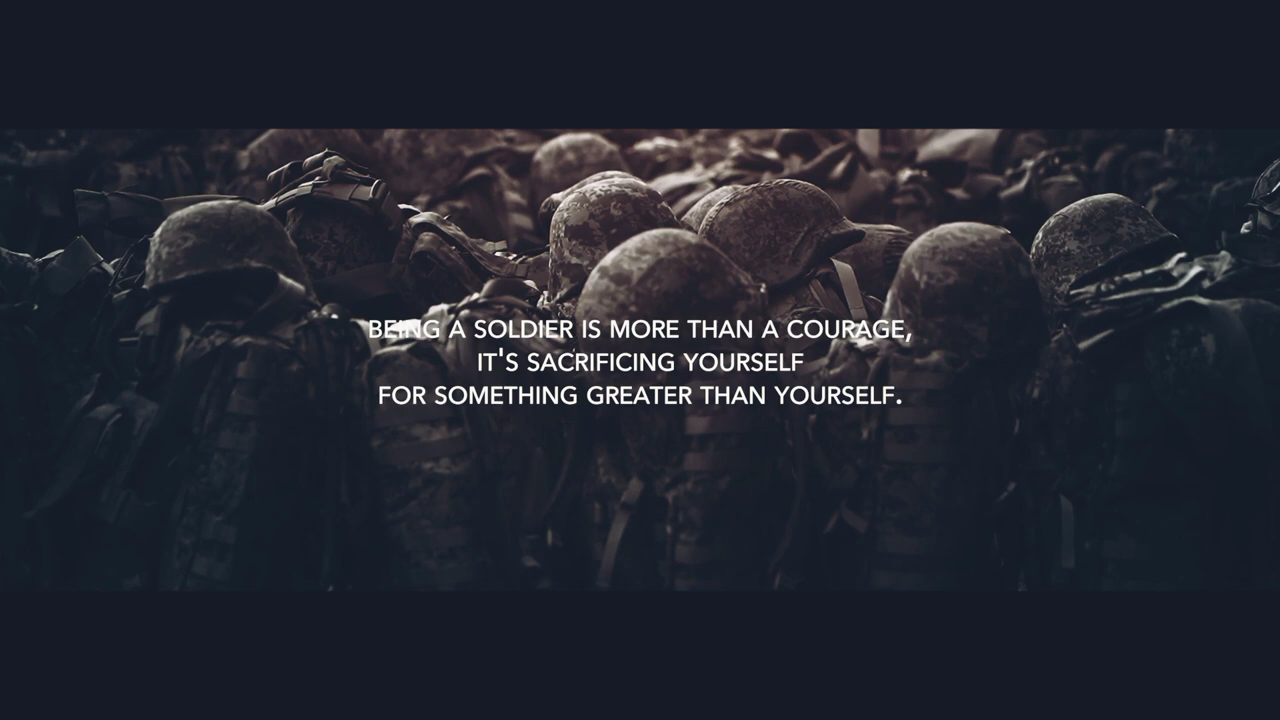 BEING A SOLDIER IS MORE THAN A COURAGE,
IT'S SACRIFICING YOURSELF
FOR SOMETHING GREATER THAN YOURSELF.